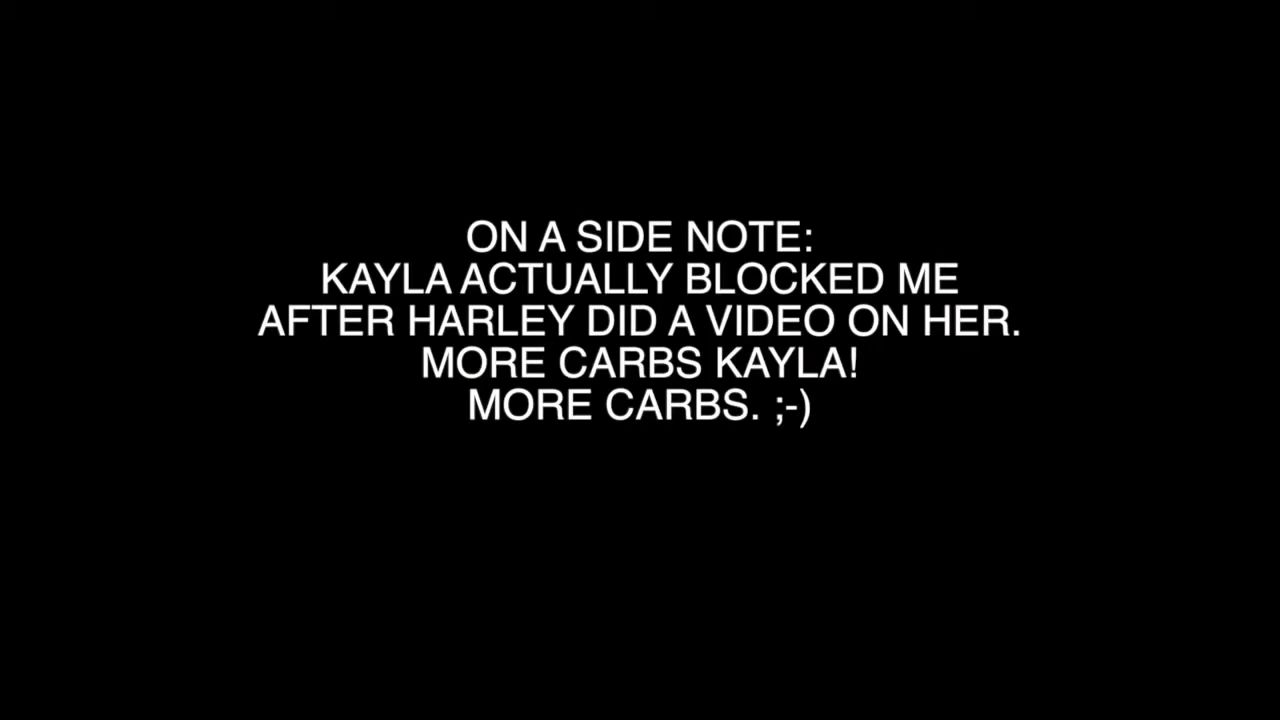 ON A SIDE NOTE:
KAYLA ACTUALLY BLOCKED ME
AFTER HARLEY DID A VIDEO ON HER.
MORE CARBS KAYLA!
MORE CARBS. ;-)